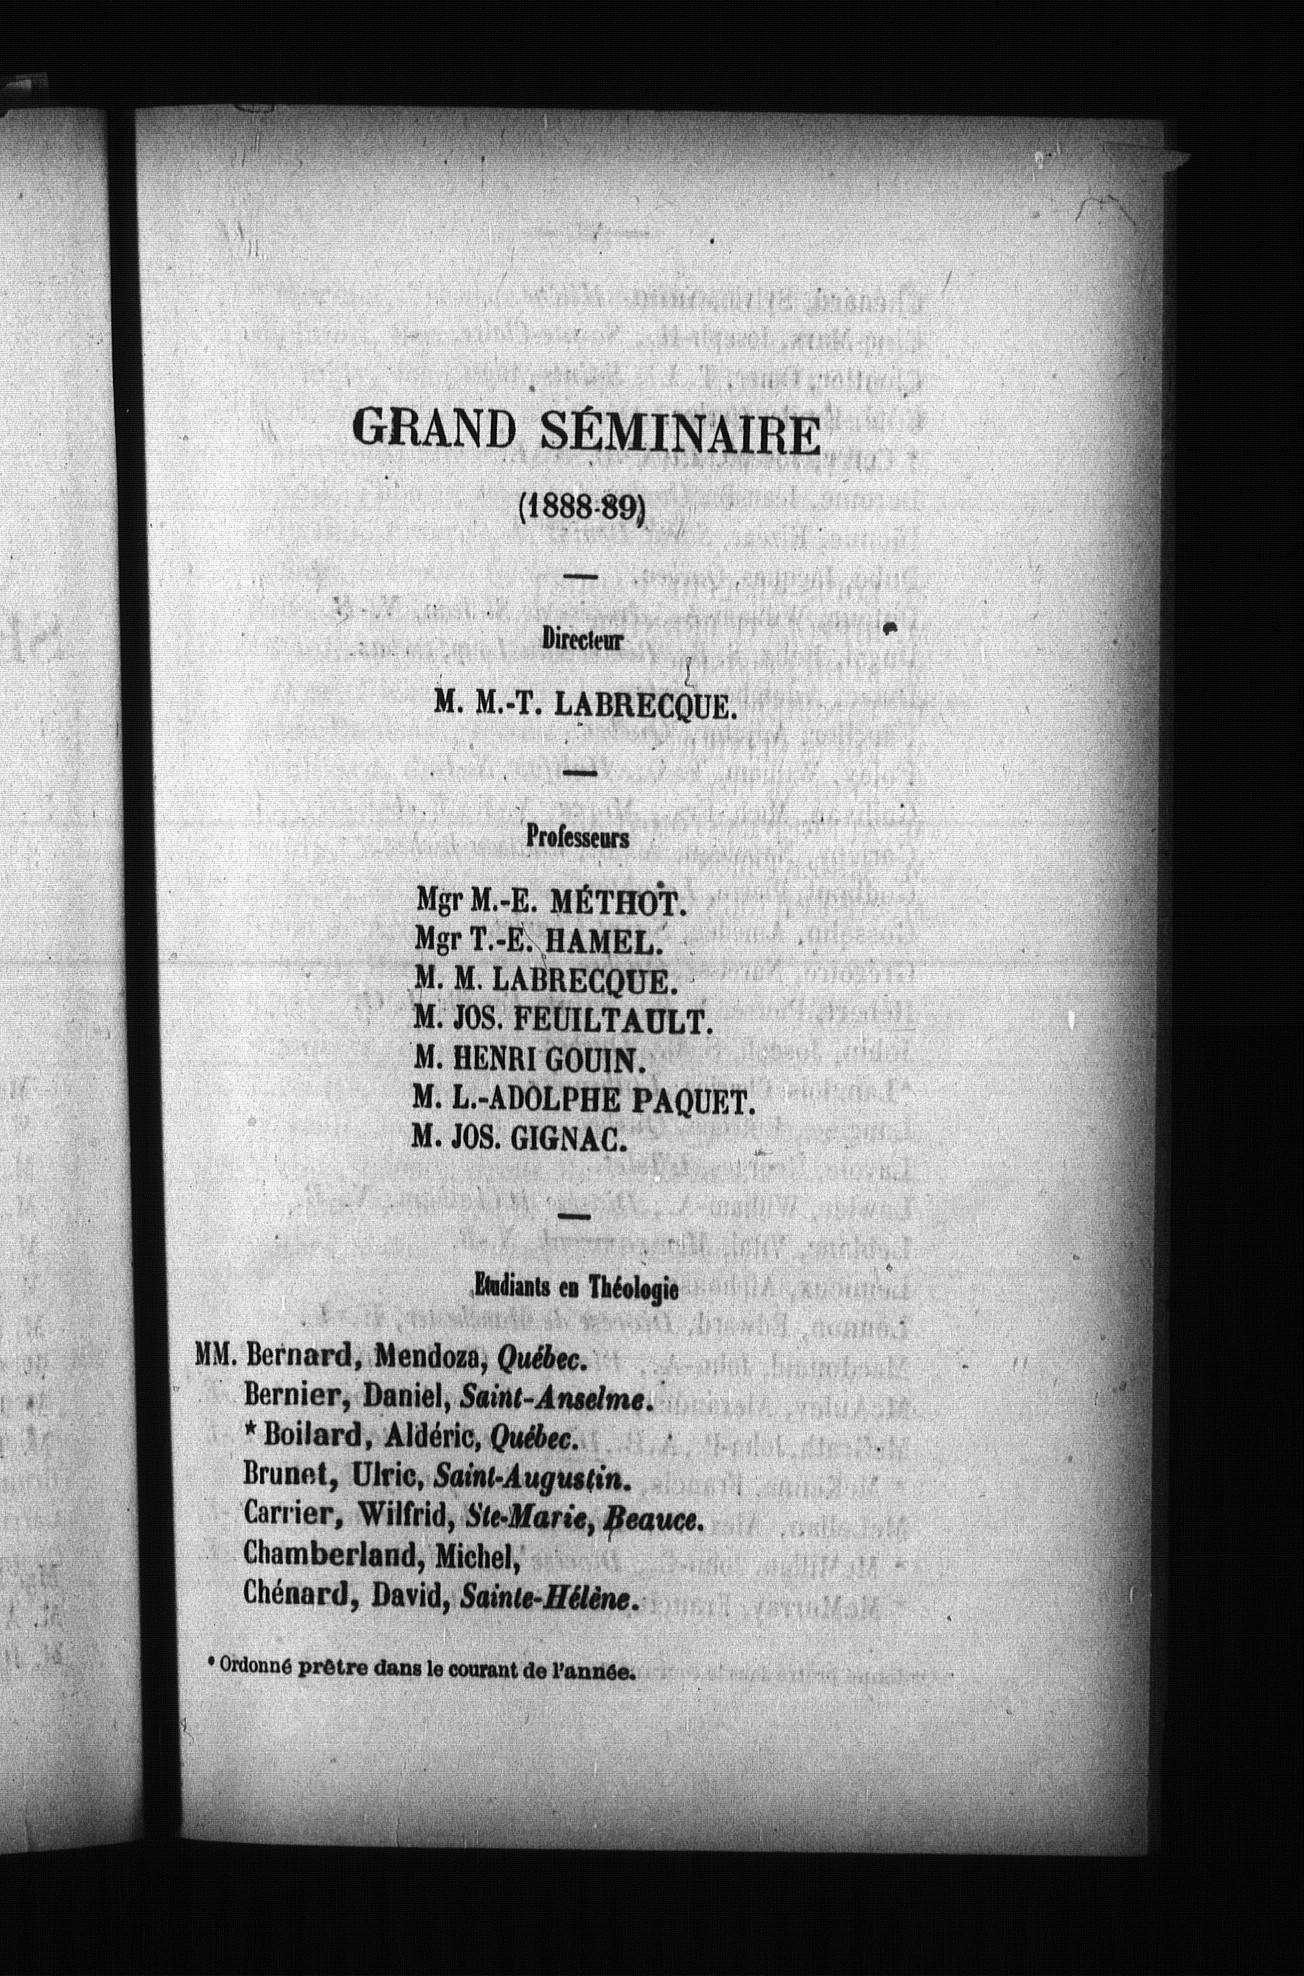 GRAND SÉMINAIRE
(1888-89)
Directeur
M. M.-T. LABRECQUE.
Professeurs
Mgr M.-E. MÉTHOT.
Mgr T.-E. HAMEL.
M. M. LABRECQUE.
M. JOS. FEUILTAULT.
M. HENRI GOUIN.
M. L.-ADOLPHE PAQUET.
M. JOS. GIGNAC.
Etudiants en Théologie
MM. Bernard, Mendoza, Québec.
Bernier, Daniel, Saint-Anselme.
* Boilard, Aldéric, Québec.
Brunet, Ulric, Saint-Augustin.
Carrier, Wilfrid, Ste-Marie, Beauce.
Chamberland, Michel,
Chénard, David, Sainte-Hélène.
* Ordonné prêtre dans le courant de l'année.